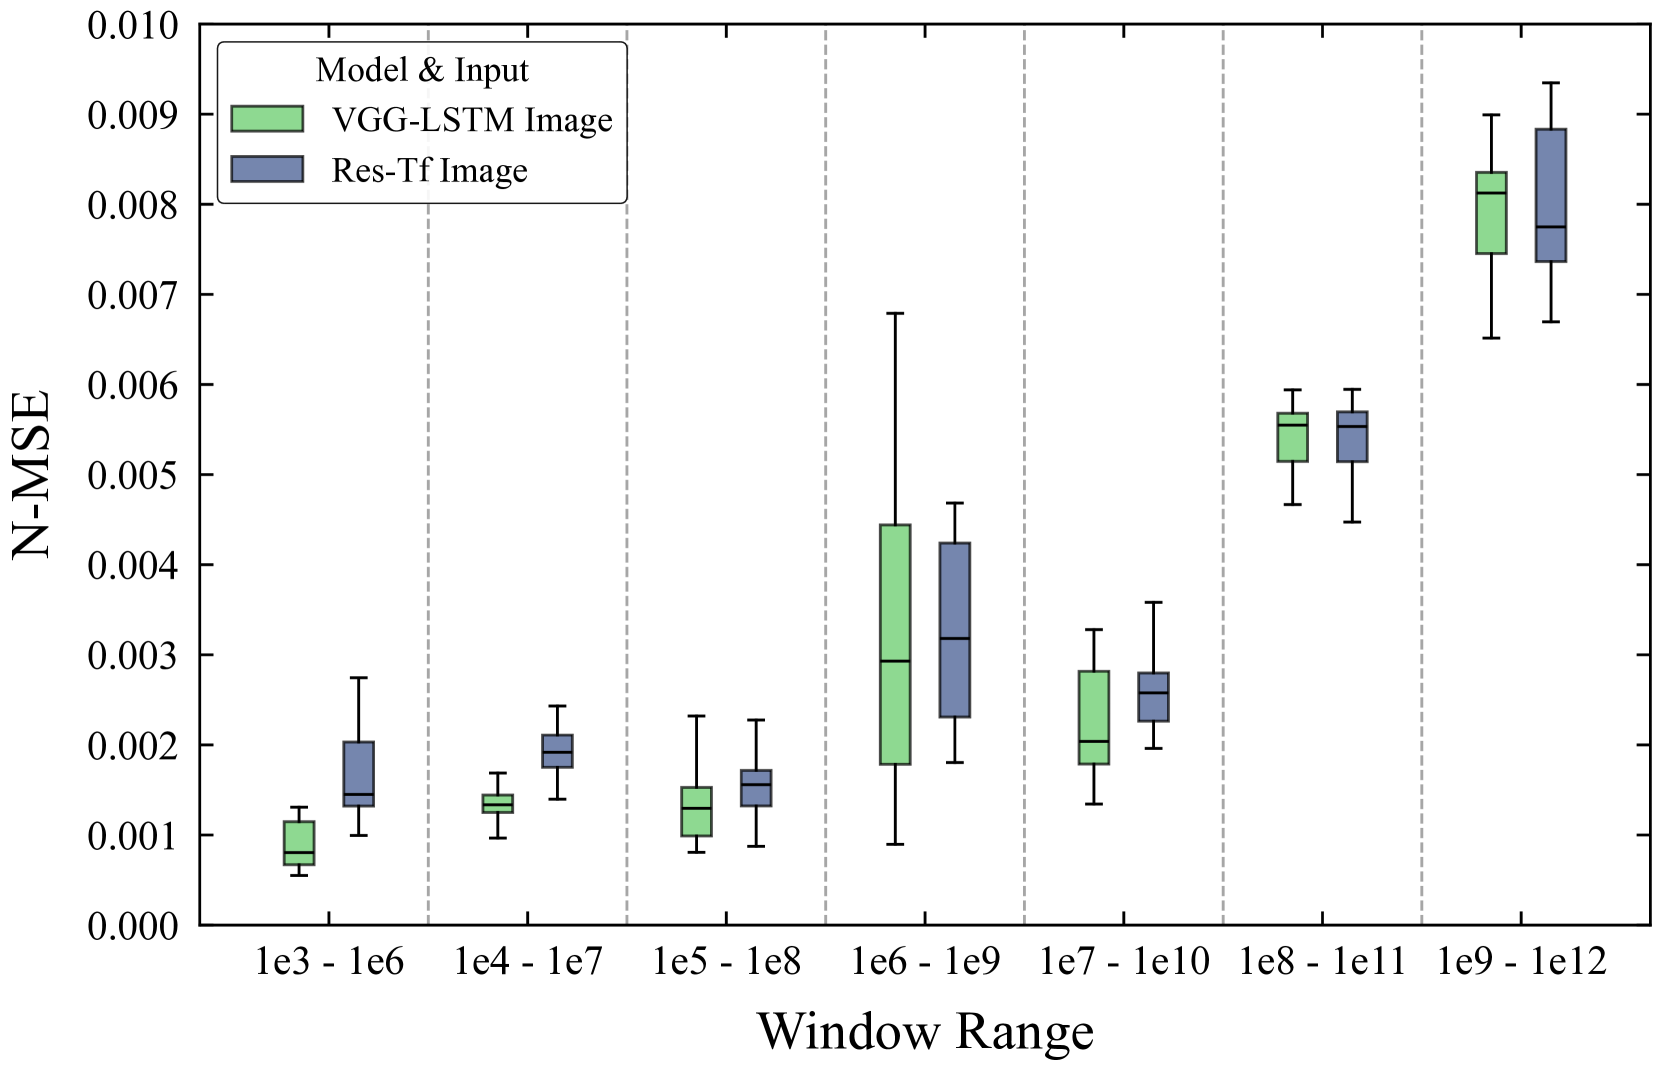 0.010
0.009
0.008
0.007
0.006
0.005
0.004
0.003
0.002
0.001
0.000
N-MSE
Model & Input
VGG-LSTM Image
Res-Tf Image
1e3 - 1e6
1e4 - 1e7
1e5 - 1e8
1e6 - 1e9
1e7 - 1e10
1e8 - 1e11
1e9 - 1e12
Window Range